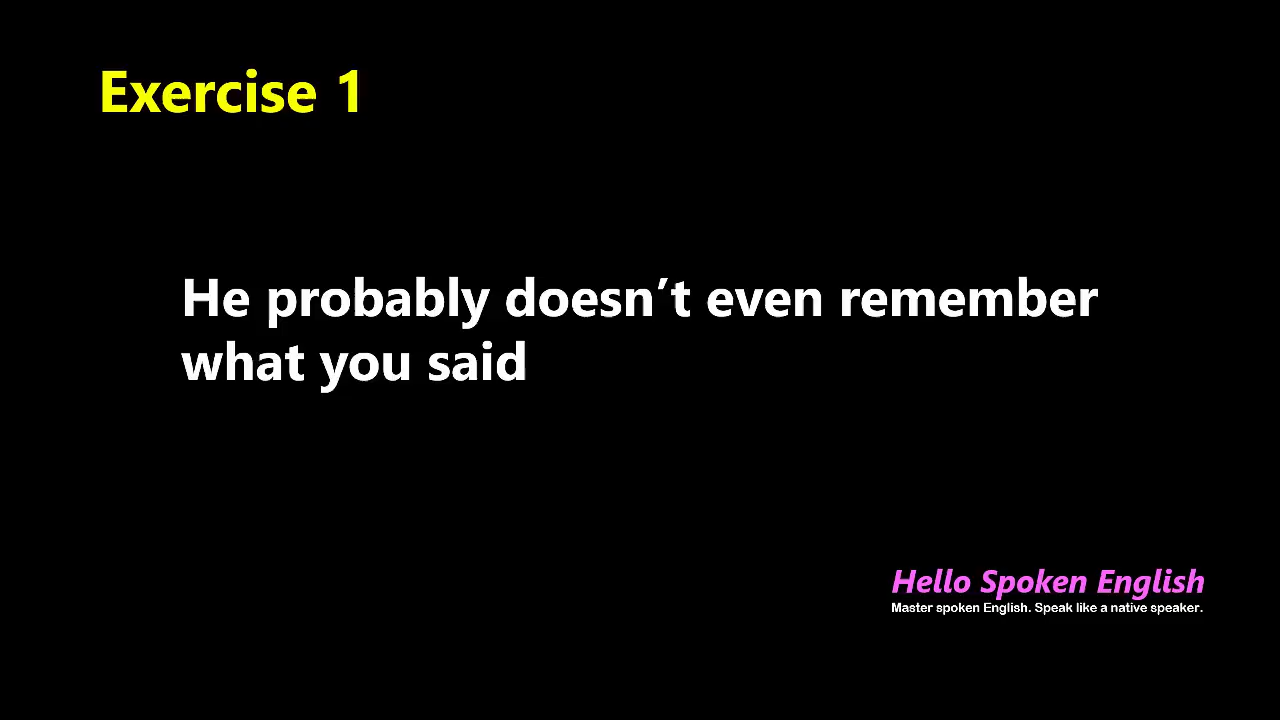 Exercise 1
He probably doesn’t even remember
what you said
Hello Spoken English
Master spoken English. Speak like a native speaker.